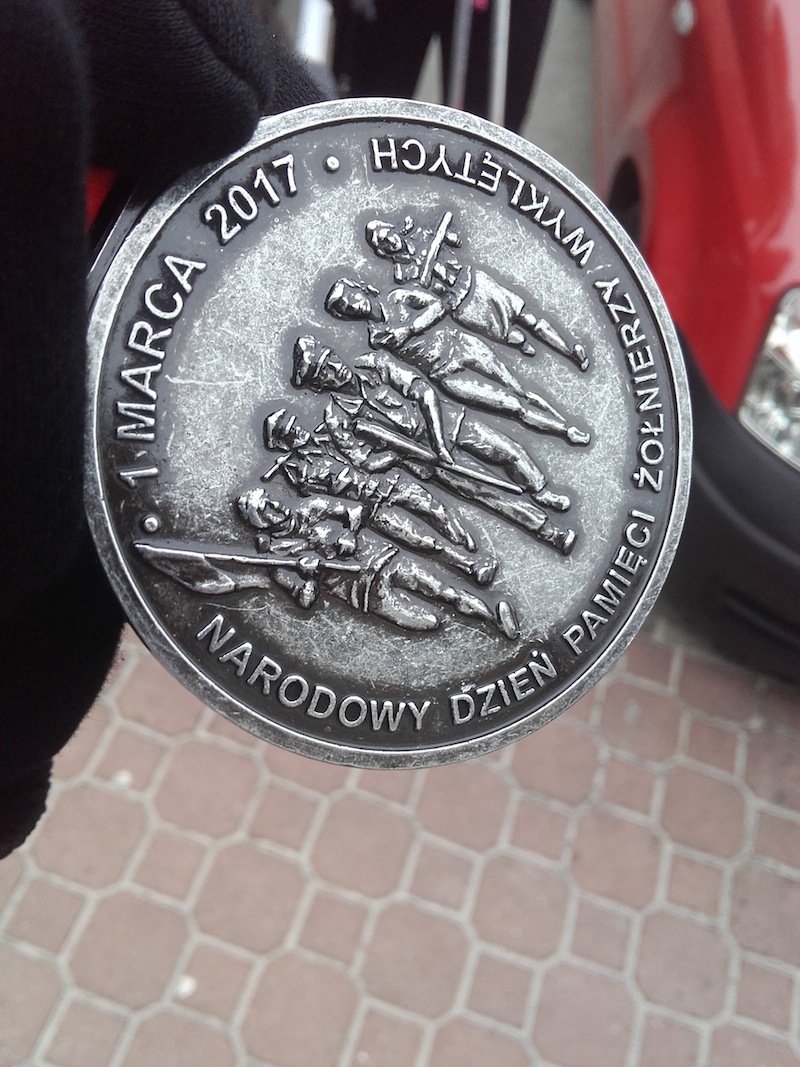 • 1 MARCA 2017 •
NARODOWY DZIEŃ PAMIĘCI ŻOŁNIERZY WYKLĘTYCH